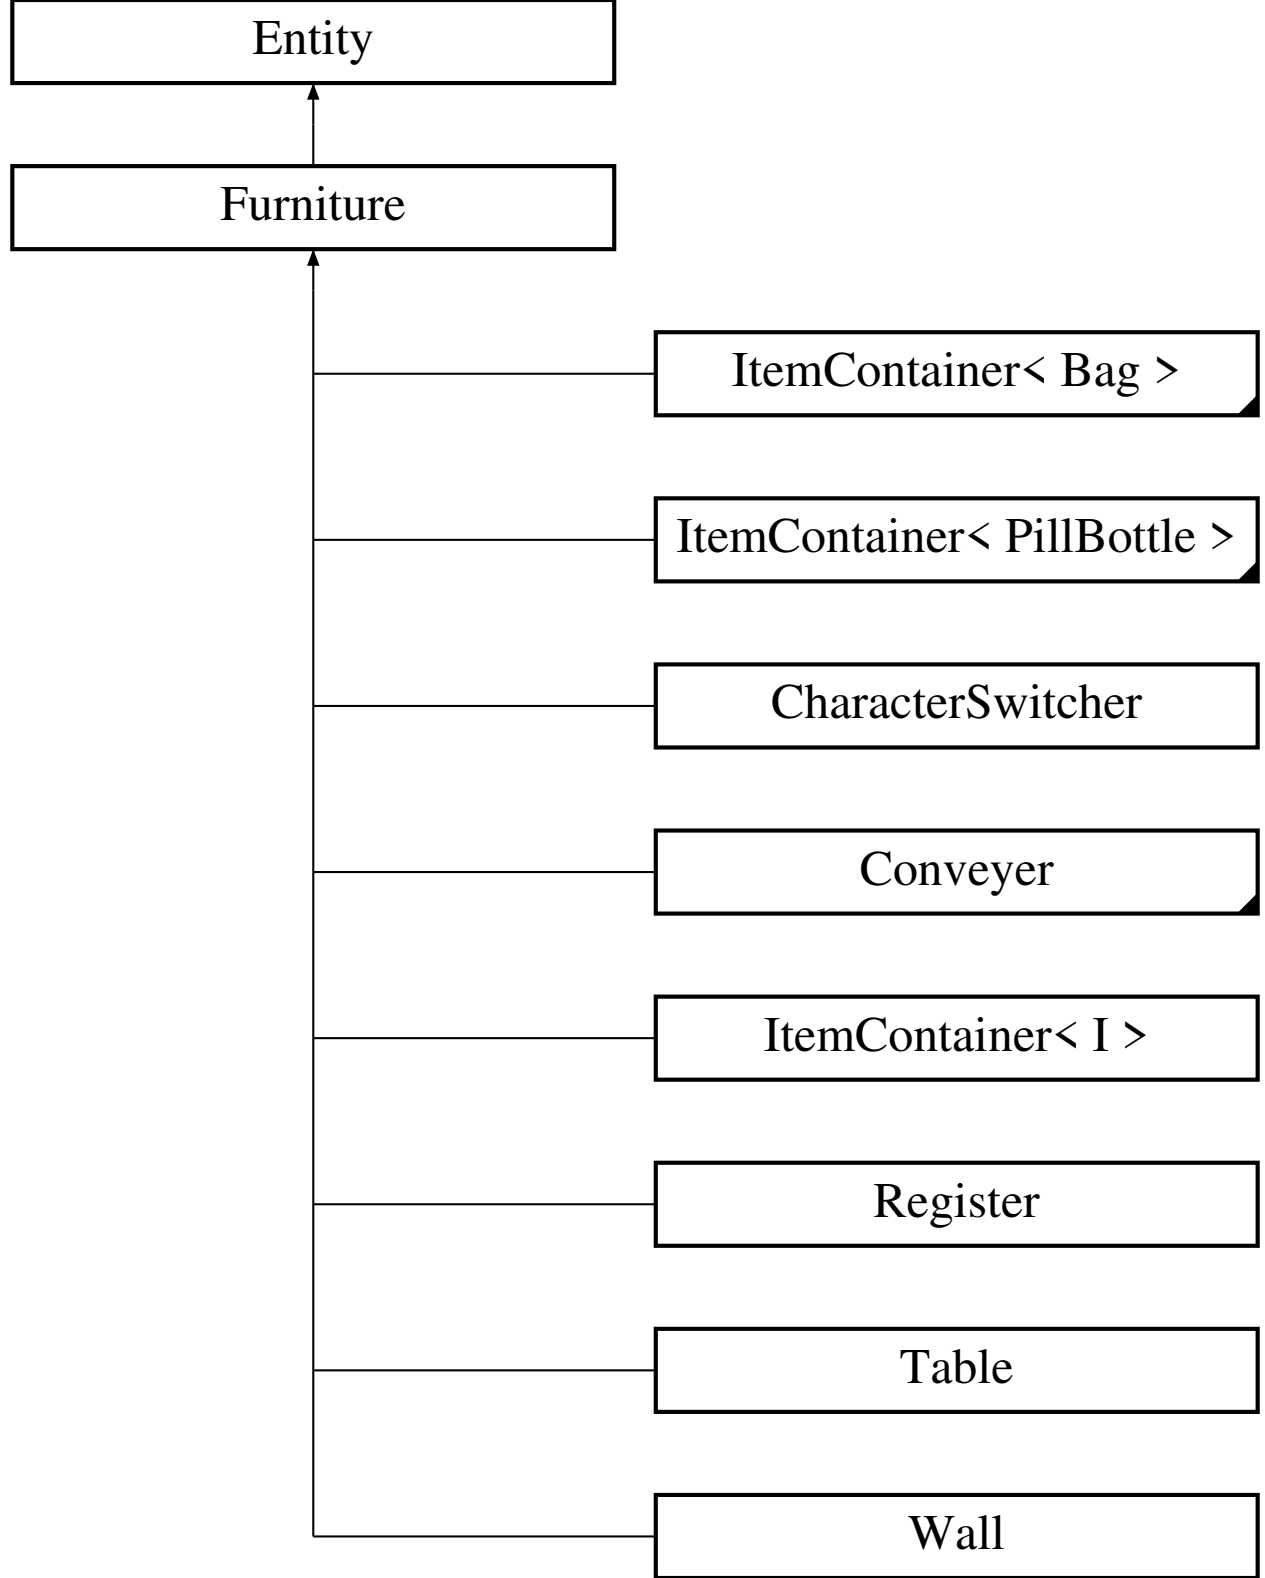 Entity
Furniture
ItemContainer< Bag >
ItemContainer< PillBottle >
CharacterSwitcher
Conveyer
ItemContainer< I >
Register
Table
Wall